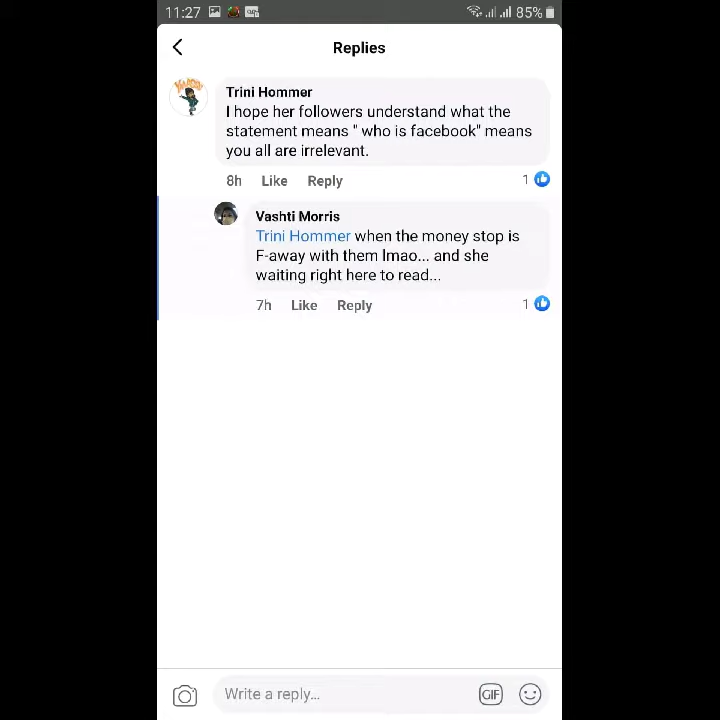 11:27 85%
Replies
Trini Hommer
I hope her followers understand what the
statement means " who is facebook" means
you all are irrelevant.
8h Like Reply 1
Vashti Morris
Trini Hommer when the money stop is
F-away with them lmao... and she
waiting right here to read...
7h Like Reply 1
Write a reply... GIF